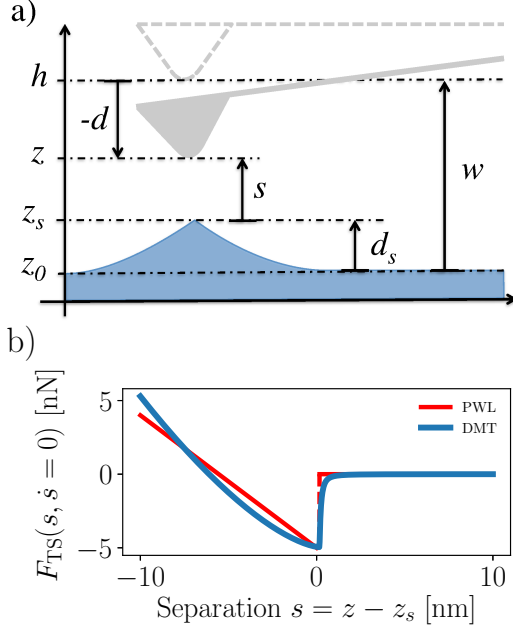 a)
h
-d
z
w
s
z_s
d_s
z_0
b)
F_TS(s, ṡ = 0) [nN]
5
0
−5
PWL
DMT
−10
0
10
Separation s = z − z_s [nm]